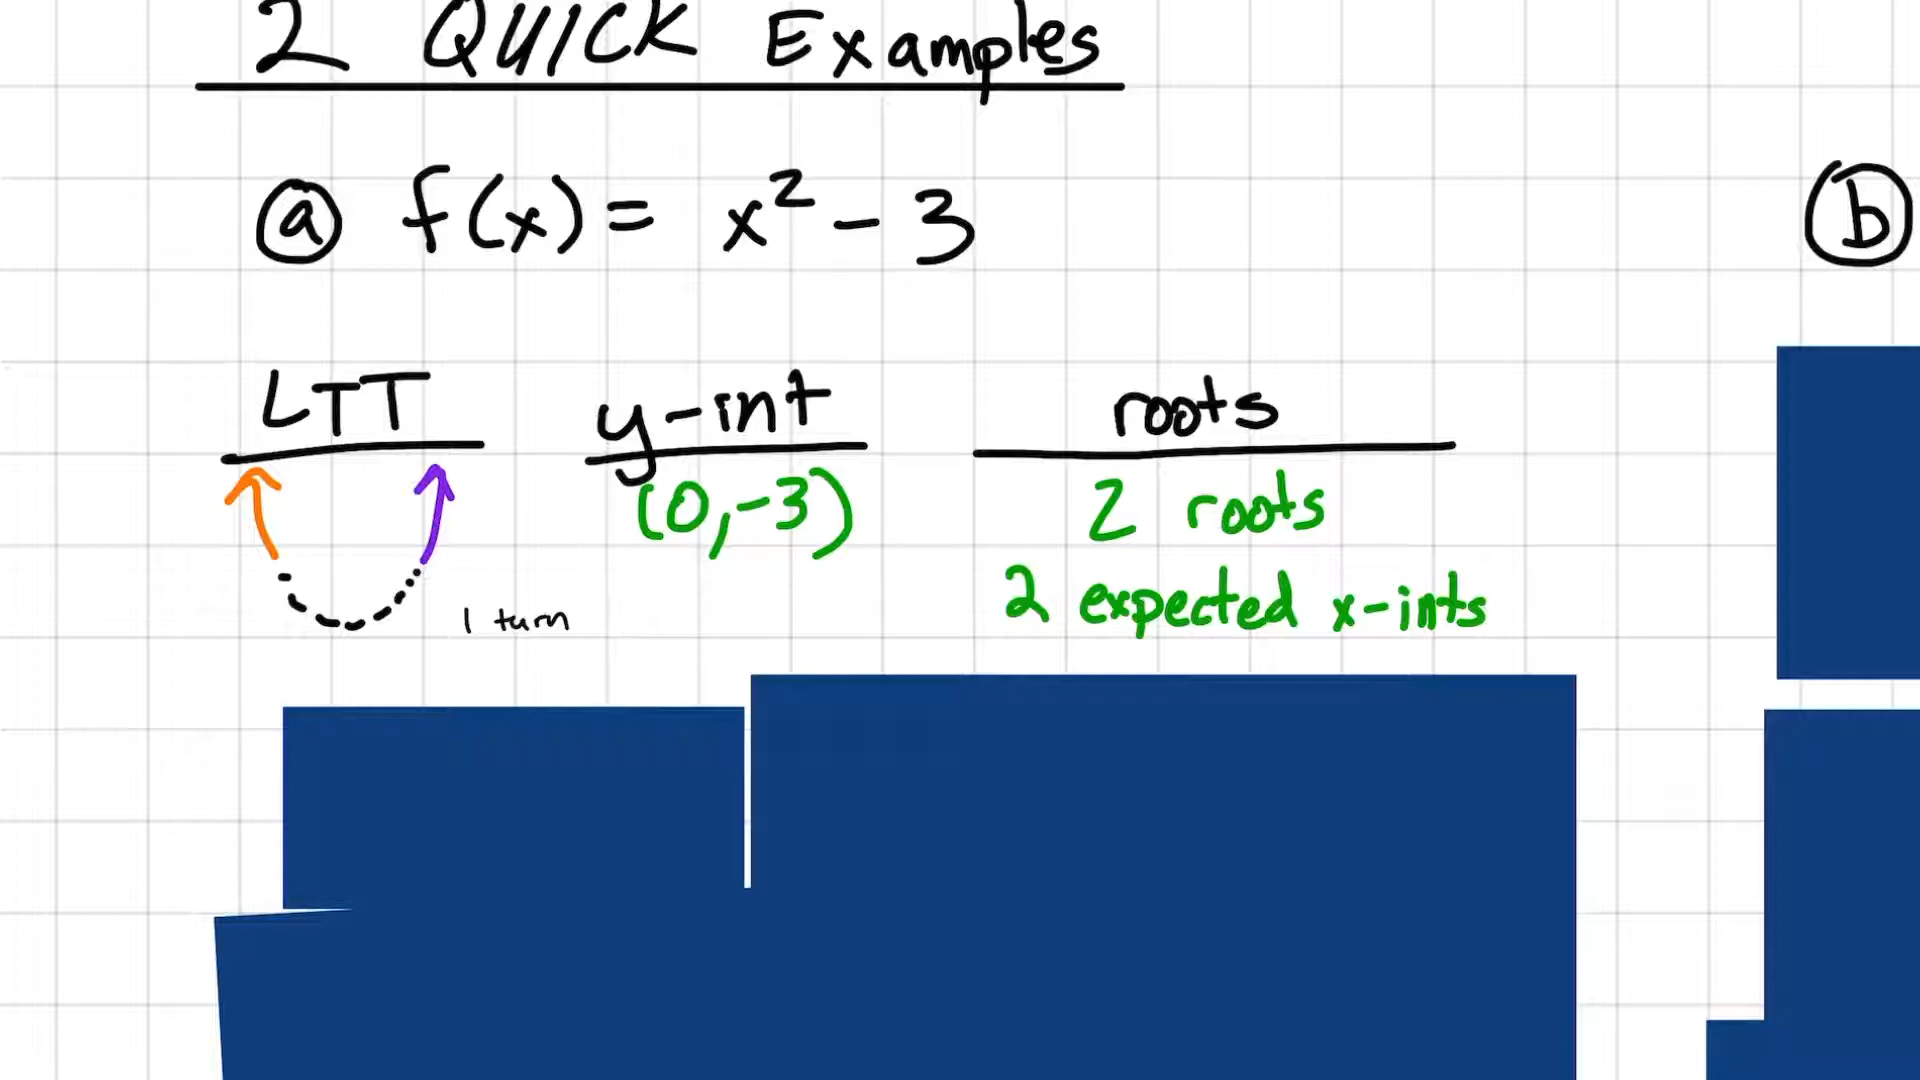 2 QUICK Examples
(a) f(x) = x² - 3
(b)
LTT y-int roots
(0,-3) 2 roots
1 turn 2 expected x-ints